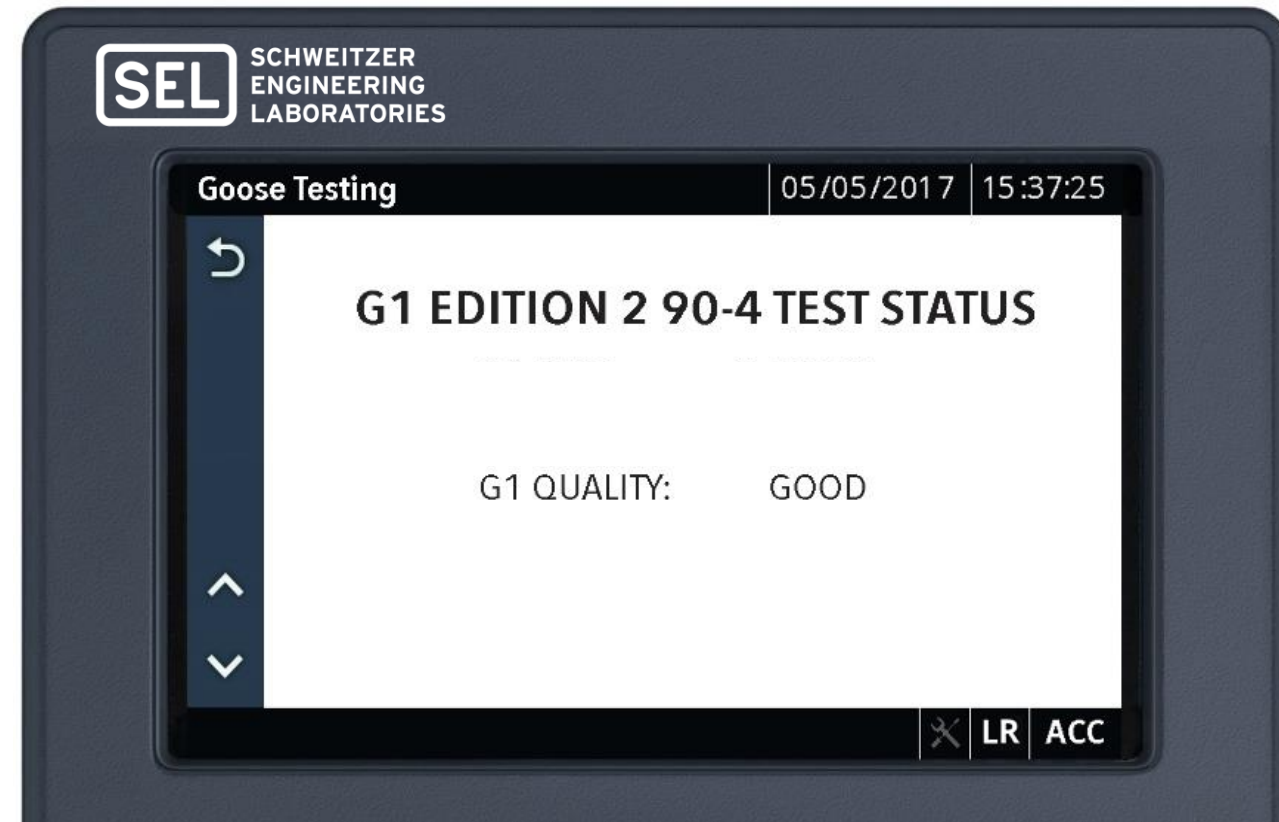 SEL
SCHWEITZER
ENGINEERING
LABORATORIES
Goose Testing 05/05/2017 15:37:25
G1 EDITION 2 90-4 TEST STATUS
G1 QUALITY: GOOD
LR ACC